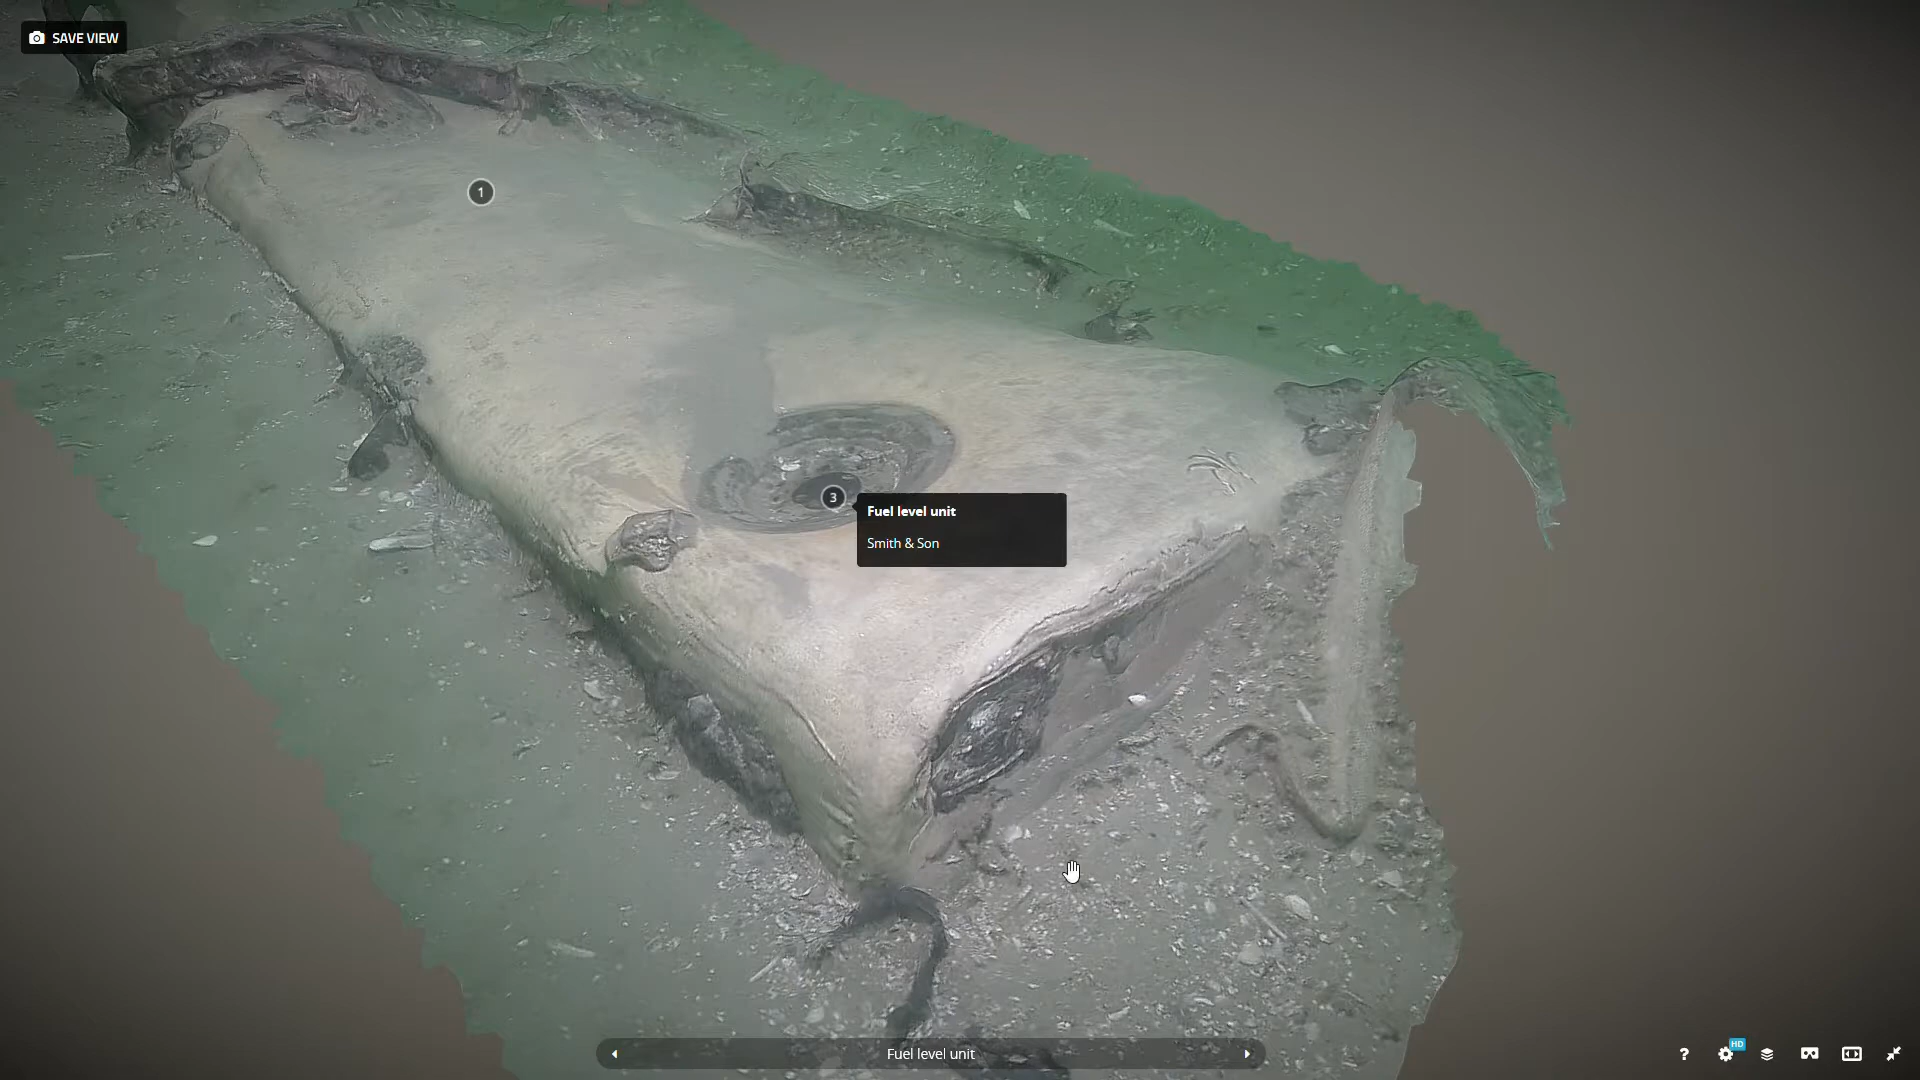 SAVE VIEW
1
3
Fuel level unit
Smith & Son
Fuel level unit
?
HD